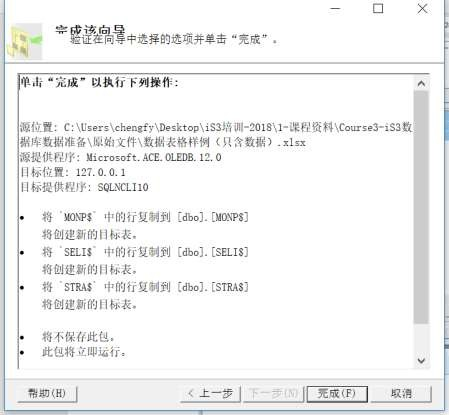 完成该向导
验证在向导中选择的选项并单击“完成”。
单击“完成”以执行下列操作:
源位置: C:\Users\chengfy\Desktop\iS3培训-2018\1-课程资料\Course3-iS3数
据库数据准备\原始文件\数据表格样例（只含数据）.xlsx
源提供程序: Microsoft.ACE.OLEDB.12.0
目标位置: 127.0.0.1
目标提供程序: SQLNCLI10
• 将 `MONP$` 中的行复制到 [dbo].[MONP$]
将创建新的目标表。
• 将 `SELI$` 中的行复制到 [dbo].[SELI$]
将创建新的目标表。
• 将 `STRA$` 中的行复制到 [dbo].[STRA$]
将创建新的目标表。
• 将不保存此包。
• 此包将立即运行。
帮助(H) < 上一步 下一步(N) 完成(F) 取消